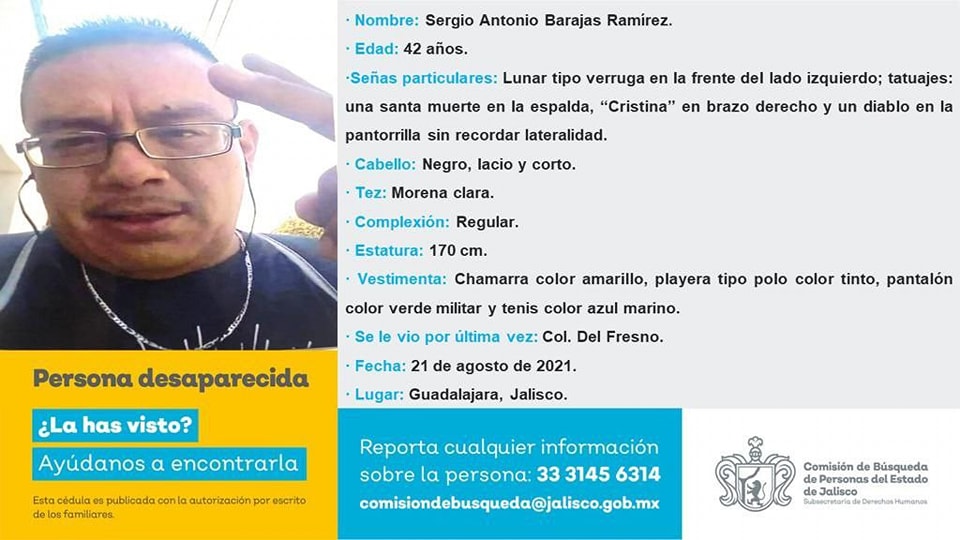 · Nombre: Sergio Antonio Barajas Ramírez.
· Edad: 42 años.
·Señas particulares: Lunar tipo verruga en la frente del lado izquierdo; tatuajes:
una santa muerte en la espalda, “Cristina” en brazo derecho y un diablo en la
pantorrilla sin recordar lateralidad.
· Cabello: Negro, lacio y corto.
· Tez: Morena clara.
· Complexión: Regular.
· Estatura: 170 cm.
· Vestimenta: Chamarra color amarillo, playera tipo polo color tinto, pantalón
color verde militar y tenis color azul marino.
· Se le vio por última vez: Col. Del Fresno.
· Fecha: 21 de agosto de 2021.
· Lugar: Guadalajara, Jalisco.
Persona desaparecida
¿La has visto?
Ayúdanos a encontrarla
Esta cédula es publicada con la autorización por escrito
de los familiares.
Reporta cualquier información
sobre la persona: 33 3145 6314
comisiondebusqueda@jalisco.gob.mx
Comisión de Búsqueda
de Personas del Estado
de Jalisco
Subsecretaría de Derechos Humanos